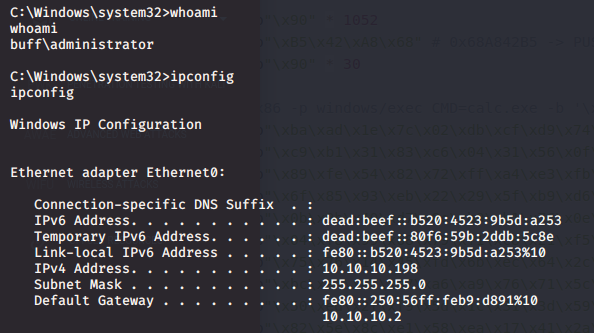 C:\Windows\system32>whoami
whoami
buff\administrator
C:\Windows\system32>ipconfig
ipconfig
Windows IP Configuration
Ethernet adapter Ethernet0:
Connection-specific DNS Suffix . :
IPv6 Address. . . . . . . . . . . : dead:beef::b520:4523:9b5d:a253
Temporary IPv6 Address. . . . . . : dead:beef::80f6:59b:2ddb:5c8e
Link-local IPv6 Address . . . . . : fe80::b520:4523:9b5d:a253%10
IPv4 Address. . . . . . . . . . . : 10.10.10.198
Subnet Mask . . . . . . . . . . . : 255.255.255.0
Default Gateway . . . . . . . . . : fe80::250:56ff:feb9:d891%10
10.10.10.2